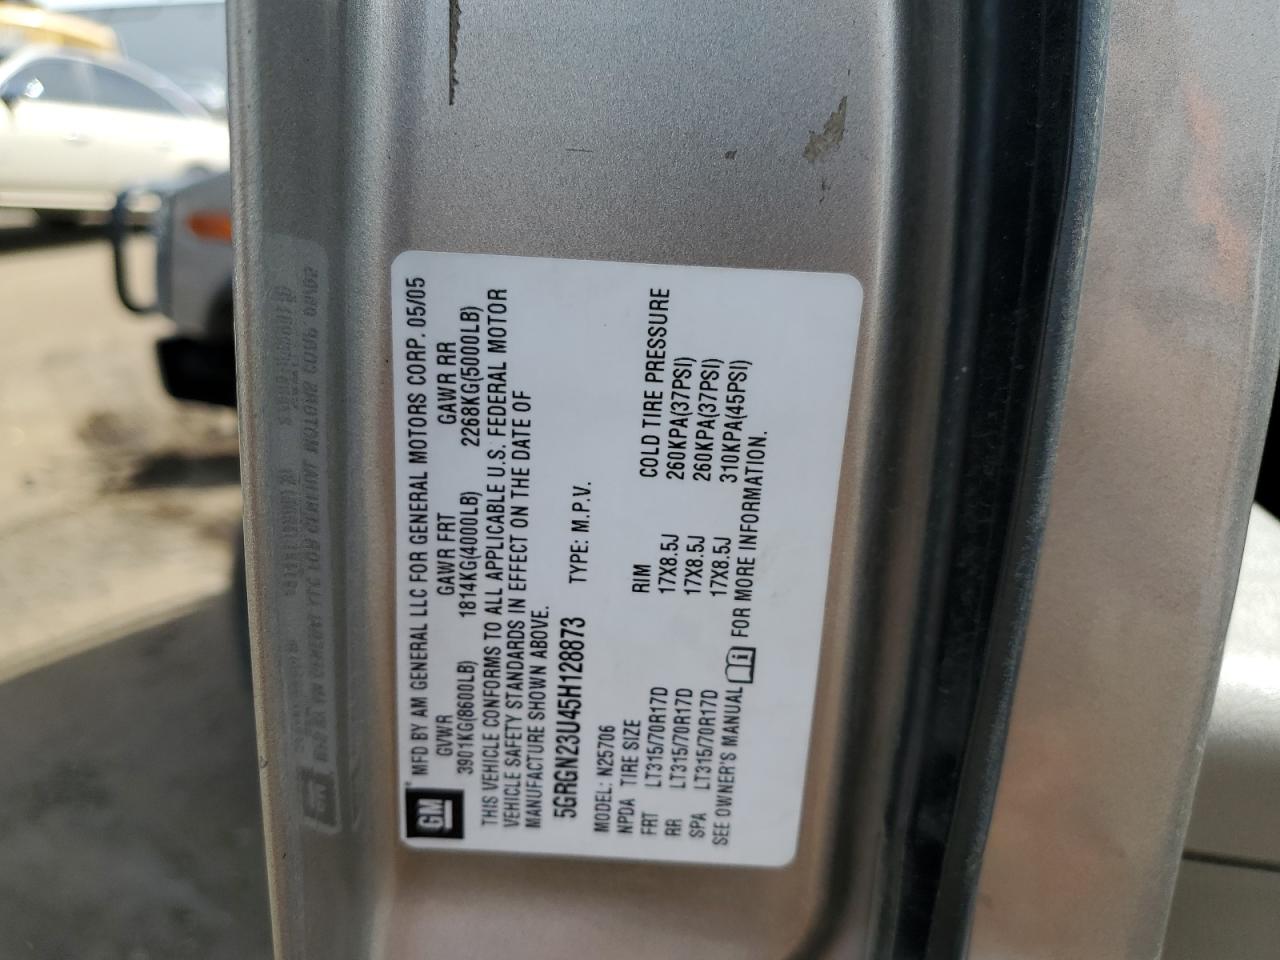 GM MFD BY AM GENERAL LLC FOR GENERAL MOTORS CORP. 05/05
GVWR GAWR FRT GAWR RR
3901KG(8600LB) 1814KG(4000LB) 2268KG(5000LB)
THIS VEHICLE CONFORMS TO ALL APPLICABLE U.S. FEDERAL MOTOR
VEHICLE SAFETY STANDARDS IN EFFECT ON THE DATE OF
MANUFACTURE SHOWN ABOVE.
5GRGN23U45H128873 TYPE: M.P.V.
MODEL: N25706
NPDA TIRE SIZE RIM COLD TIRE PRESSURE
FRT LT315/70R17D 17X8.5J 260KPA(37PSI)
RR LT315/70R17D 17X8.5J 260KPA(37PSI)
SPA LT315/70R17D 17X8.5J 310KPA(45PSI)
SEE OWNER'S MANUAL FOR MORE INFORMATION.